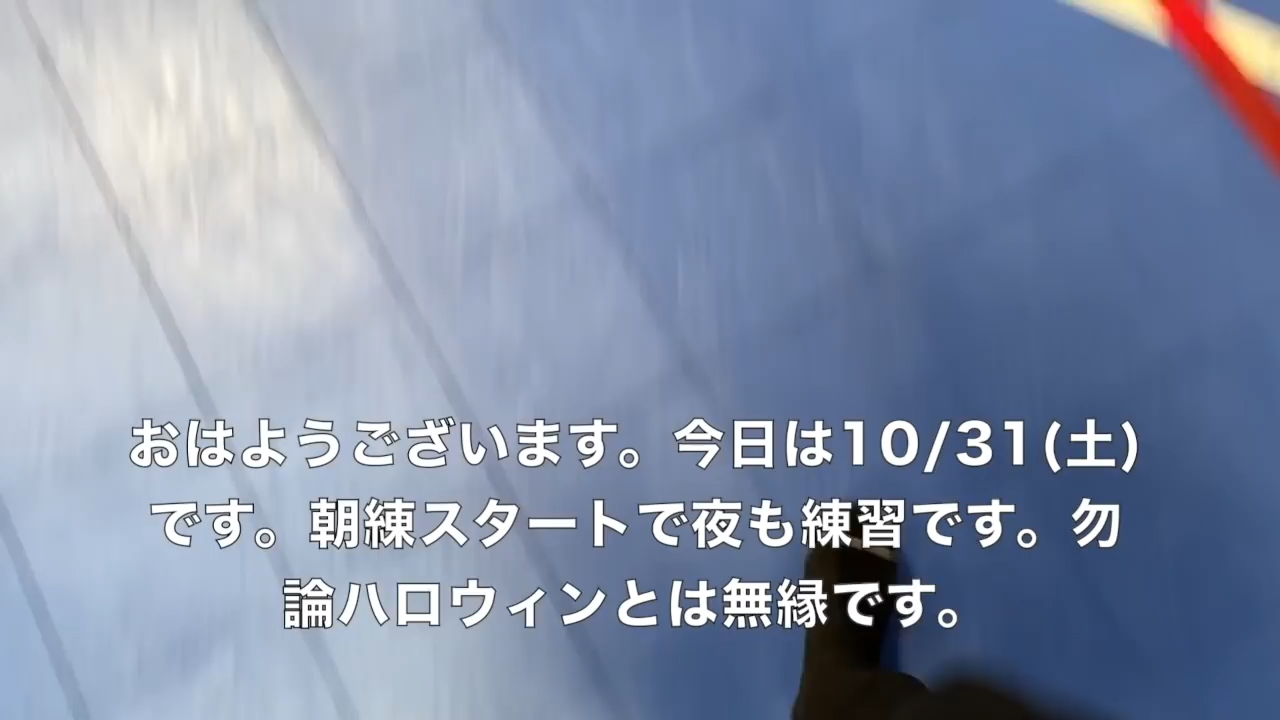 おはようございます。今日は10/31(土)
です。朝練スタートで夜も練習です。勿
論ハロウィンとは無縁です。